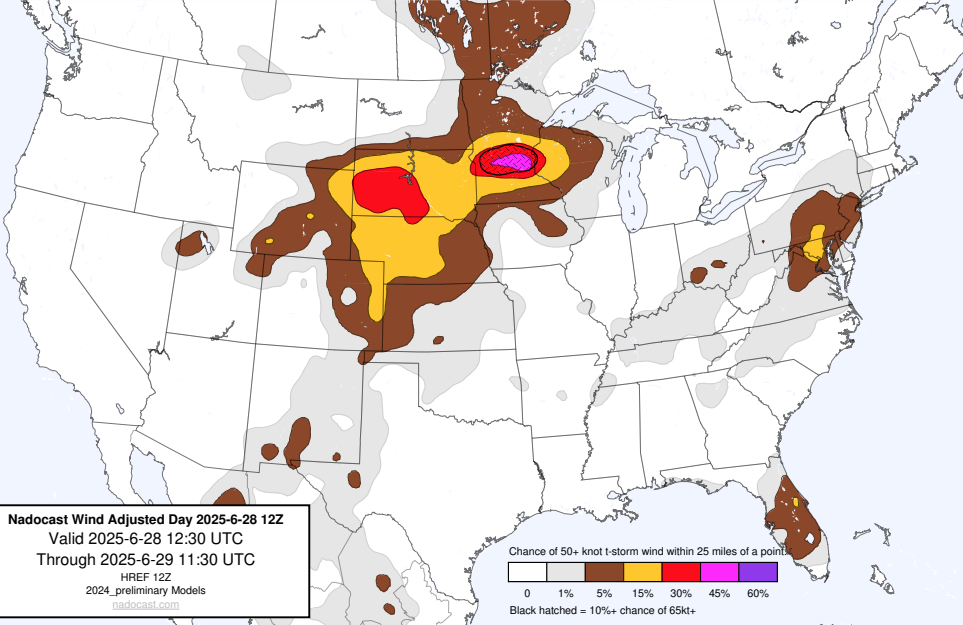 Nadocast Wind Adjusted Day 2025-6-28 12Z
Valid 2025-6-28 12:30 UTC
Through 2025-6-29 11:30 UTC
HREF 12Z
2024_preliminary Models
nadocast.com
Chance of 50+ knot t-storm wind within 25 miles of a point.
0 1% 5% 15% 30% 45% 60%
Black hatched = 10%+ chance of 65kt+